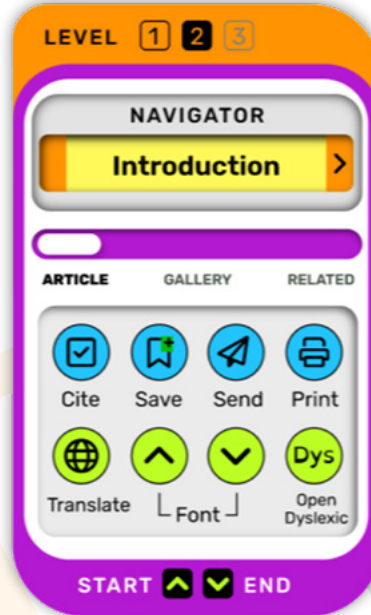 LEVEL 1 2 3
NAVIGATOR
Introduction >
ARTICLE GALLERY RELATED
Cite Save Send Print
Dys
Translate Font Open
Dyslexic
START END